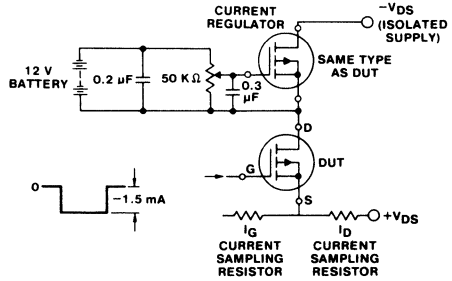 CURRENT
REGULATOR
−VDS
(ISOLATED
SUPPLY)
SAME TYPE
AS DUT
12 V
BATTERY
0.2 µF
50 KΩ
0.3
µF
D
DUT
G
S
0
−1.5 mA
+VDS
IG
CURRENT
SAMPLING
RESISTOR
ID
CURRENT
SAMPLING
RESISTOR